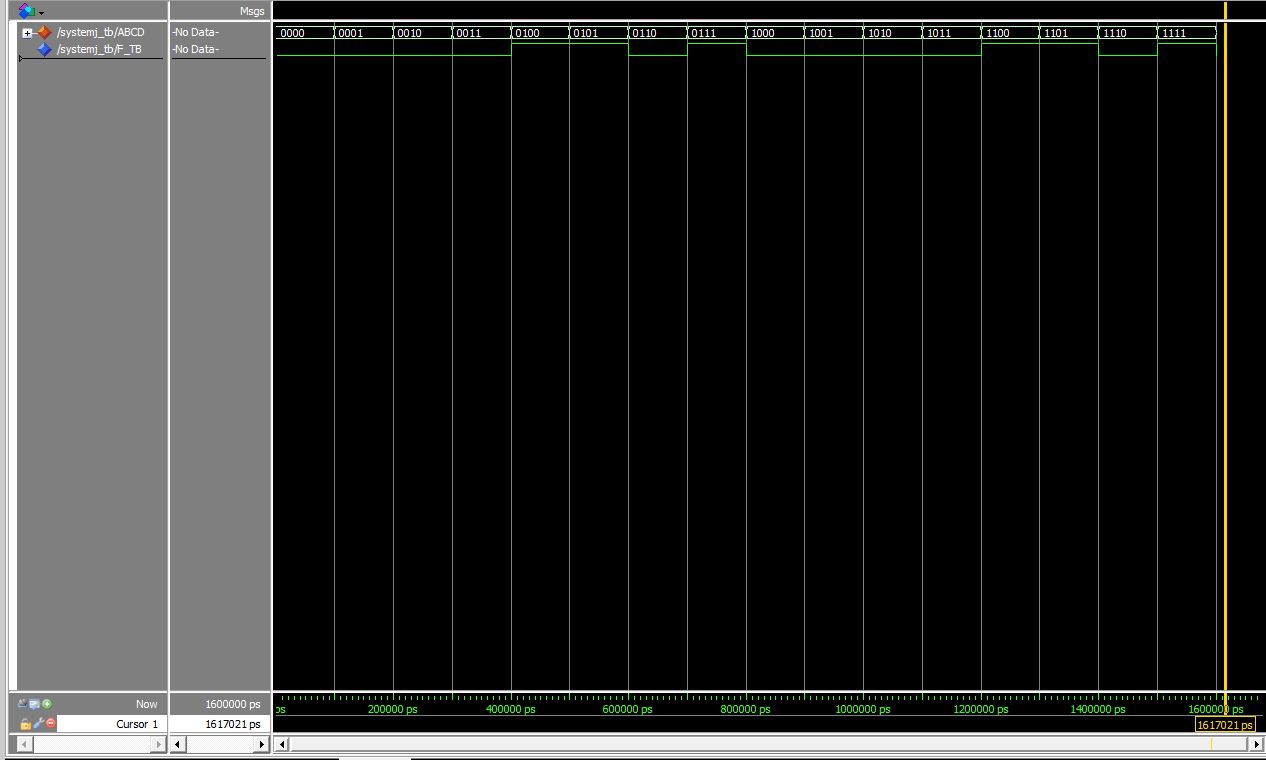 Msgs
/systemj_tb/ABCD -No Data- 0000 0001 0010 0011 0100 0101 0110 0111 1000 1001 1010 1011 1100 1101 1110 1111
/systemj_tb/F_TB -No Data-
Now 1600000 ps ps 200000 ps 400000 ps 600000 ps 800000 ps 1000000 ps 1200000 ps 1400000 ps 1600000 ps
Cursor 1 1617021 ps 1617021 ps